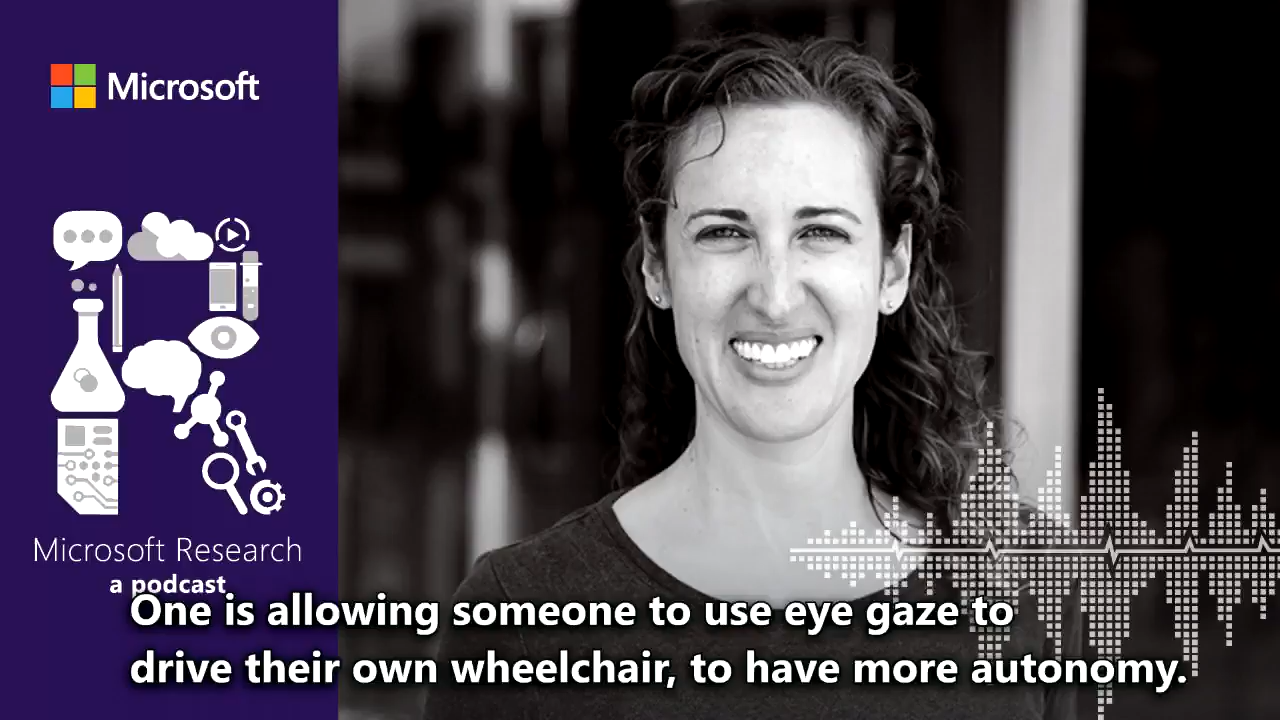 Microsoft
Microsoft Research
a podcast
One is allowing someone to use eye gaze to
drive their own wheelchair, to have more autonomy.